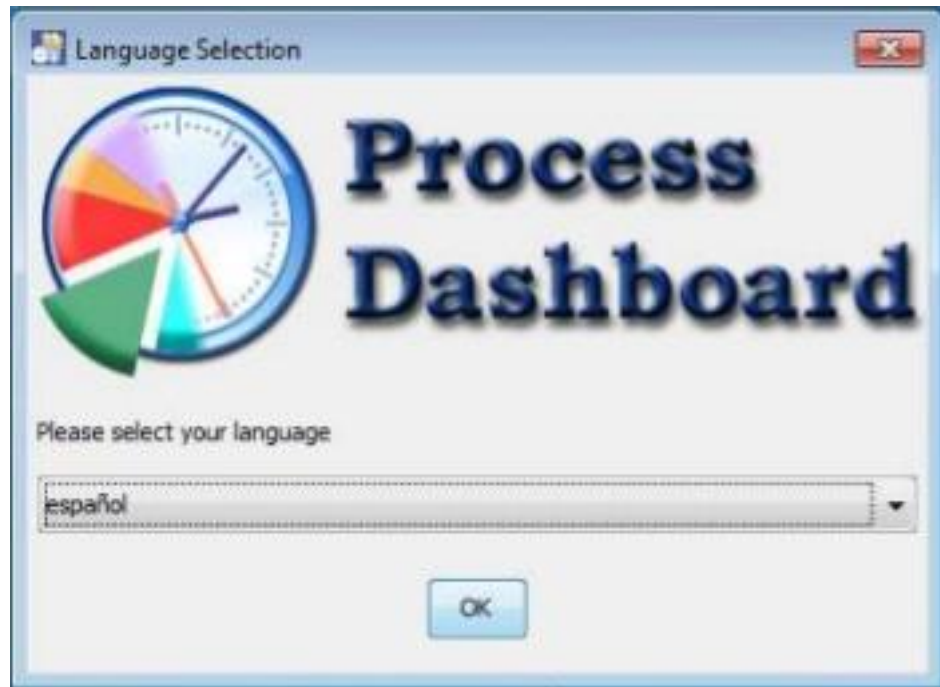 Language Selection
Process
Dashboard
Please select your language
español
OK